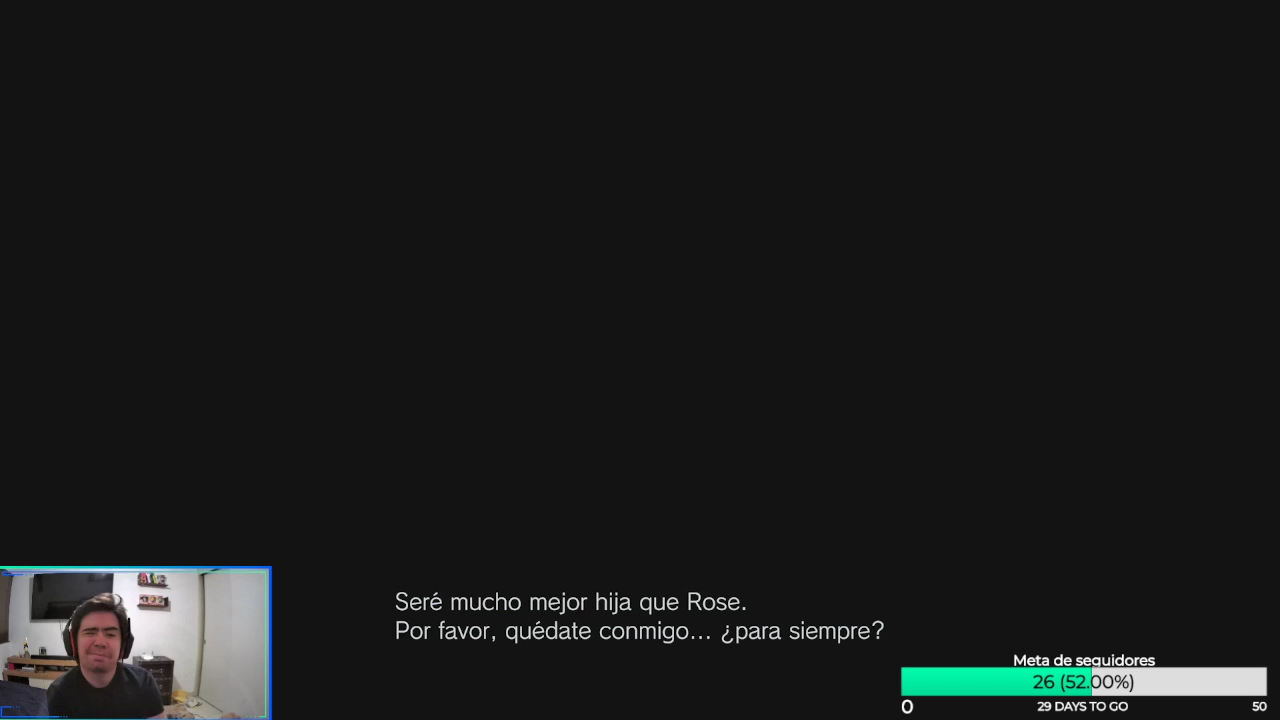 Seré mucho mejor hija que Rose.
Por favor, quédate conmigo... ¿para siempre?
Meta de seguidores
26 (52.00%)
0
29 DAYS TO GO
50